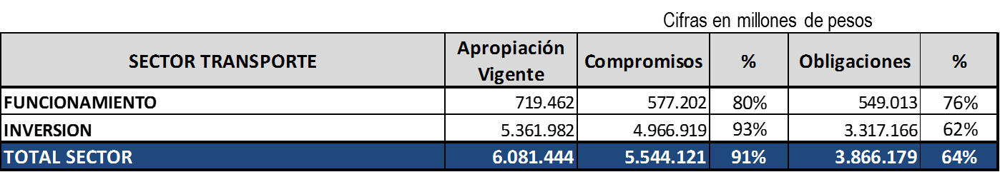 Cifras en millones de pesos
SECTOR TRANSPORTE Apropiación Vigente Compromisos % Obligaciones %
FUNCIONAMIENTO 719.462 577.202 80% 549.013 76%
INVERSION 5.361.982 4.966.919 93% 3.317.166 62%
TOTAL SECTOR 6.081.444 5.544.121 91% 3.866.179 64%